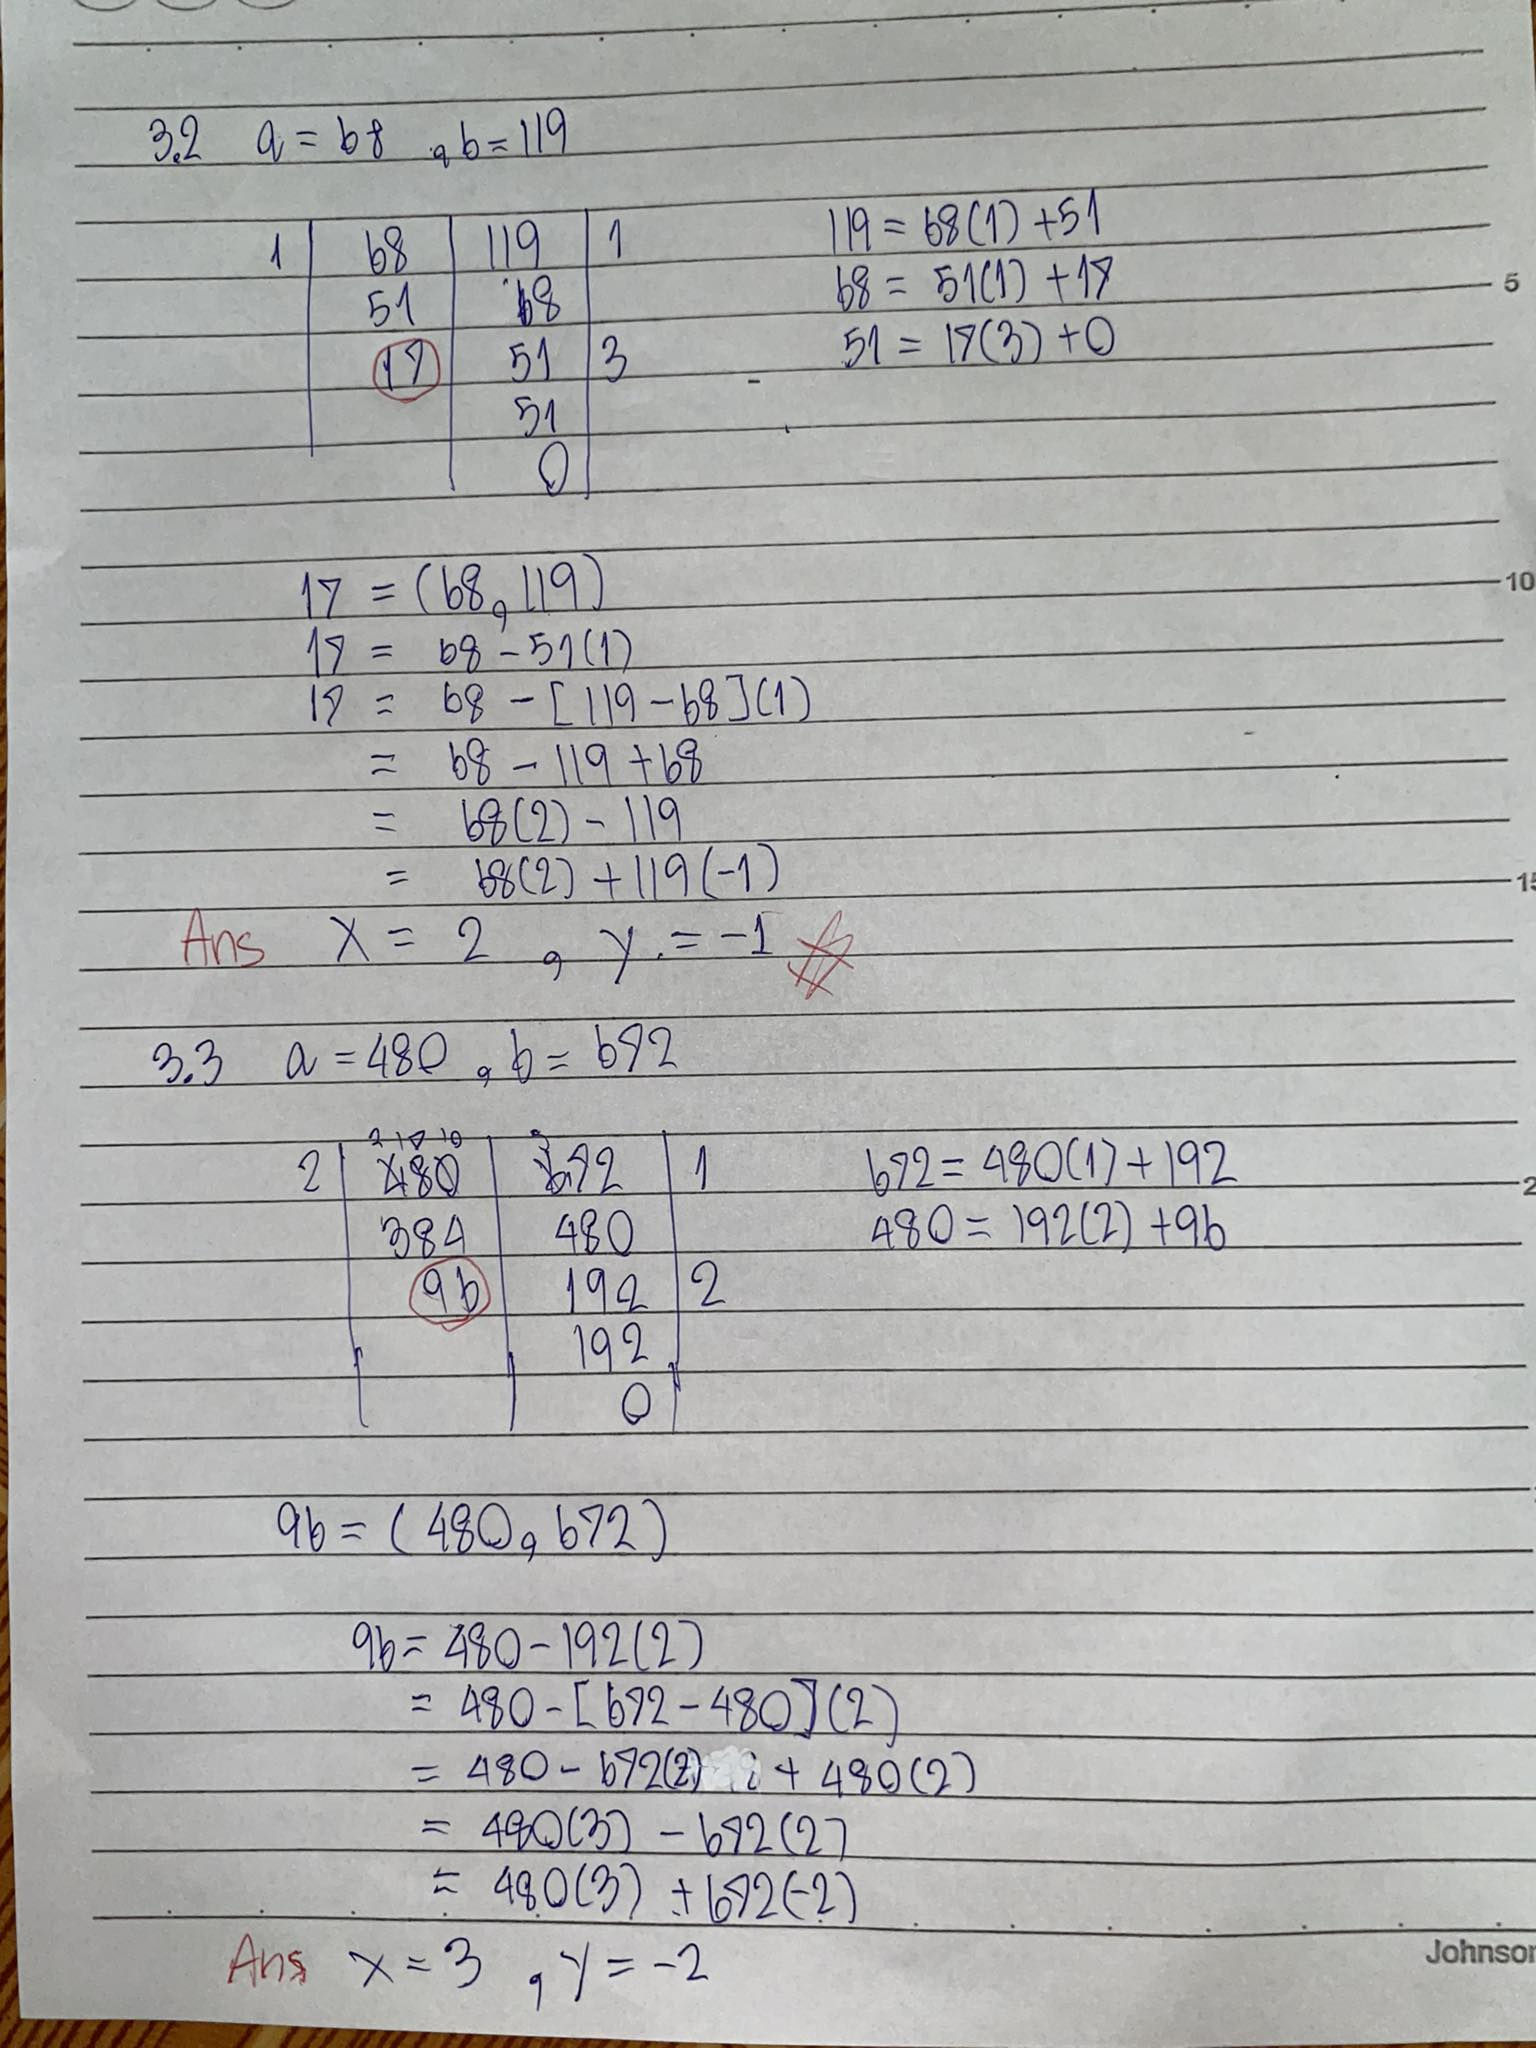 3.2 a = 68 , b = 119
1 68 119 1
51 68
17 51 3
51
0
119 = 68(1) + 51
68 = 51(1) + 17
51 = 17(3) + 0
5
17 = (68, 119)
10
17 = 68 - 51(1)
17 = 68 - [119 - 68](1)
= 68 - 119 + 68
= 68(2) - 119
= 68(2) + 119(-1)
15
Ans x = 2 , y = -1
3.3 a = 480 , b = 672
2 480 672 1
384 480
96 192 2
192
0
672 = 480(1) + 192
480 = 192(2) + 96
2
96 = (480, 672)
96 = 480 - 192(2)
= 480 - [672 - 480](2)
= 480 - 672(2) + 480(2)
= 480(3) - 672(2)
= 480(3) + 672(-2)
Johnson
Ans x = 3 , y = -2